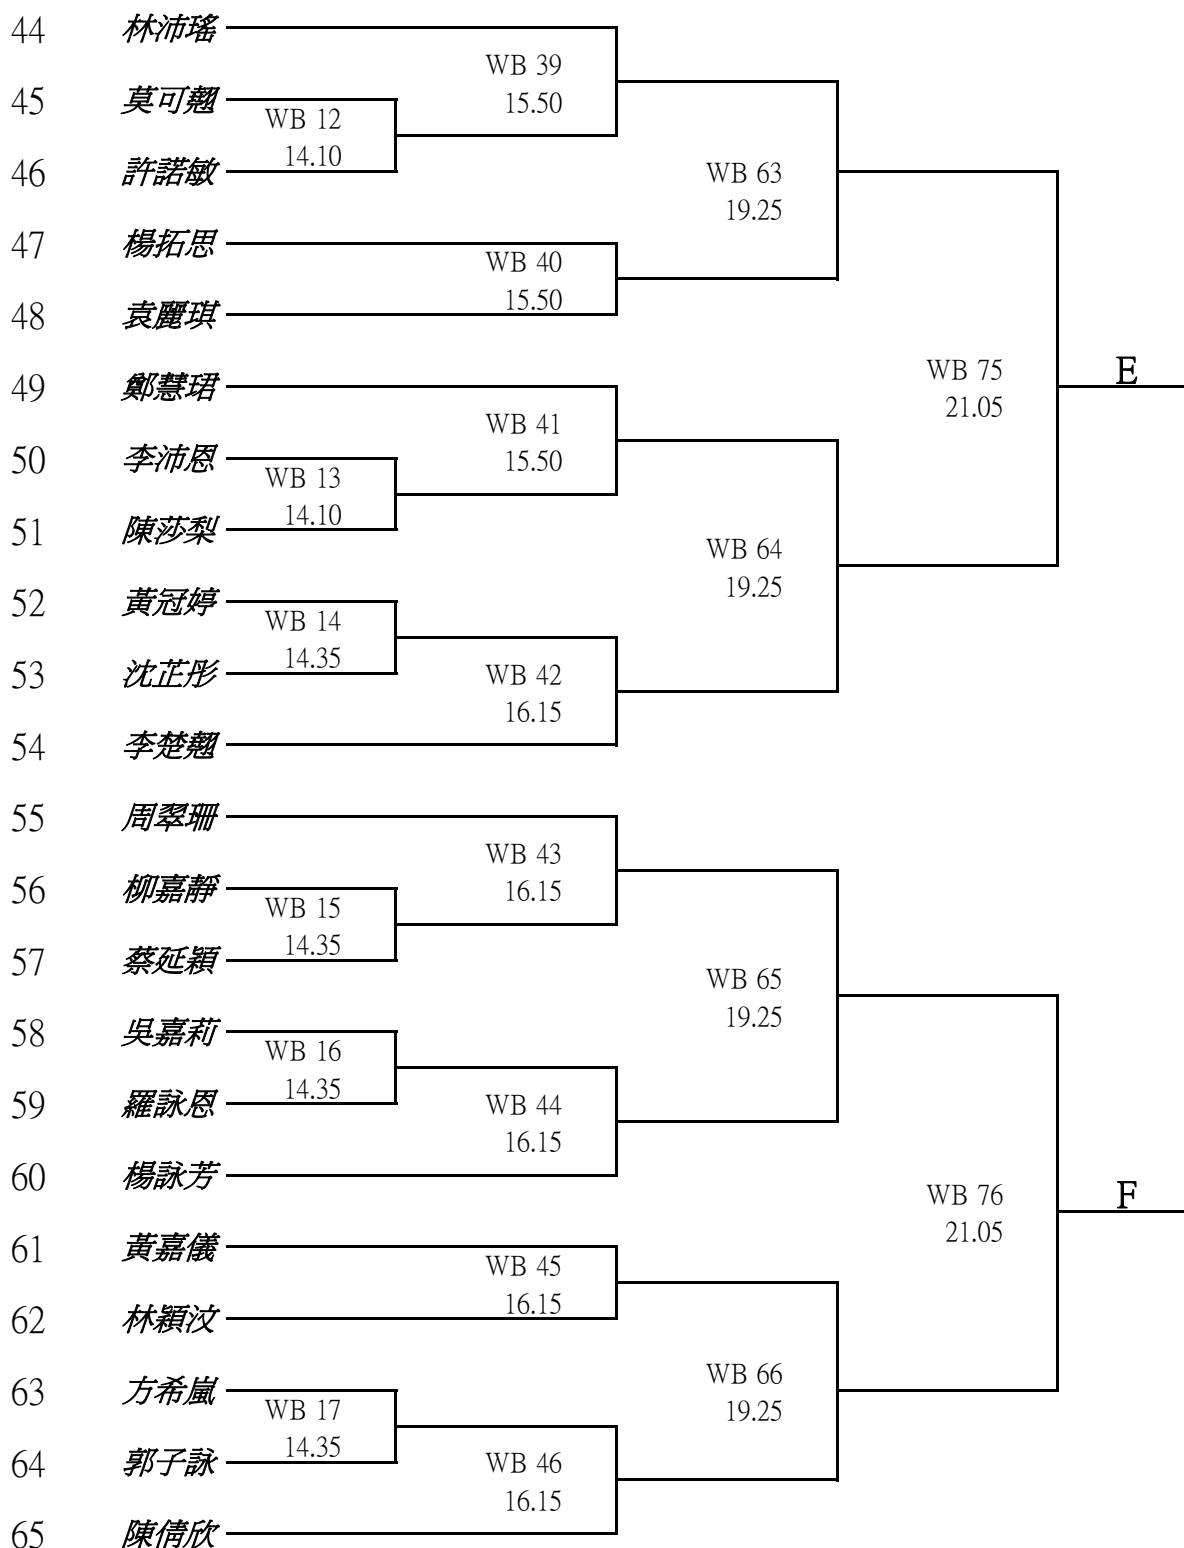 44 林沛瑤
WB 39
15.50
45 莫可翹
WB 12
14.10
46 許諾敏
WB 63
19.25
47 楊拓思
WB 40
15.50
48 袁麗琪
WB 75
21.05
E
49 鄭慧珺
WB 41
15.50
50 李沛恩
WB 13
14.10
51 陳莎梨
WB 64
19.25
52 黃冠婷
WB 14
14.35
53 沈芷彤
WB 42
16.15
54 李楚翹
55 周翠珊
WB 43
16.15
56 柳嘉靜
WB 15
14.35
57 蔡延穎
WB 65
19.25
58 吳嘉莉
WB 16
14.35
59 羅詠恩
WB 44
16.15
60 楊詠芳
WB 76
21.05
F
61 黃嘉儀
WB 45
16.15
62 林穎汶
WB 66
19.25
63 方希嵐
WB 17
14.35
64 郭子詠
WB 46
16.15
65 陳倩欣